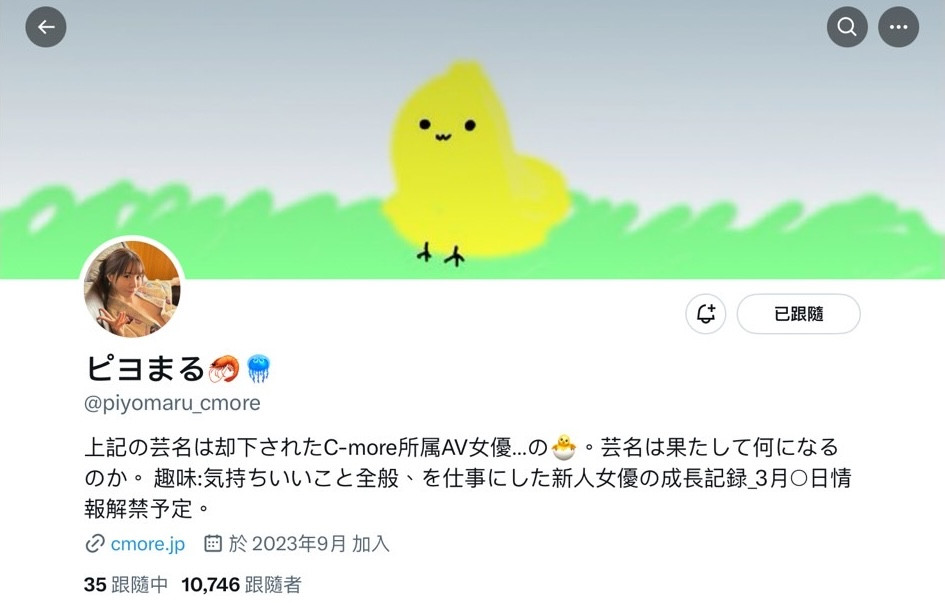 ピヨまる🦐🪼
@piyomaru_cmore
已跟隨
上記の芸名は却下されたC-more所属AV女優...の🐣。芸名は果たして何になる
のか。 趣味:気持ちいいこと全般、を仕事にした新人女優の成長記録_3月〇日情
報解禁予定。
cmore.jp 於 2023年9月 加入
35 跟隨中 10,746 跟隨者